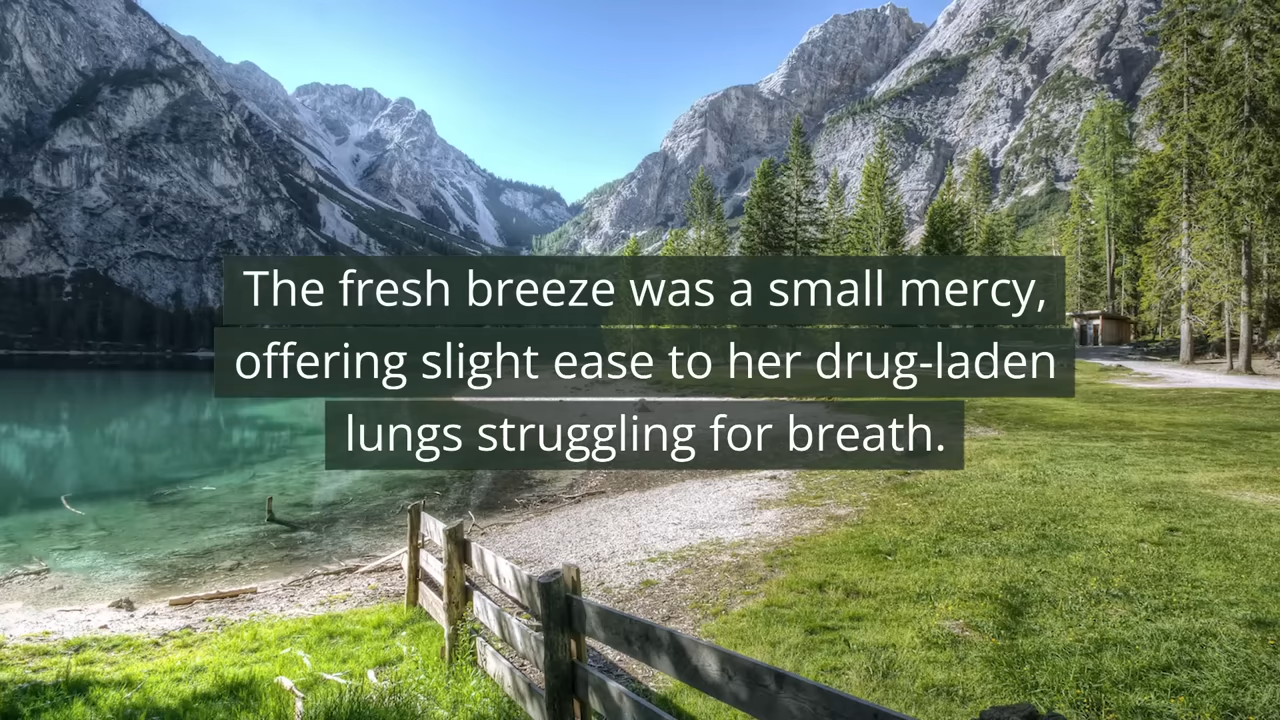 The fresh breeze was a small mercy,
offering slight ease to her drug-laden
lungs struggling for breath.